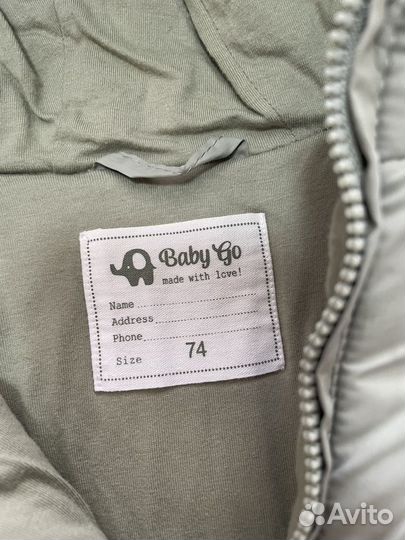 Baby Go
made with love!
Name
Address
Phone
Size 74
Avito